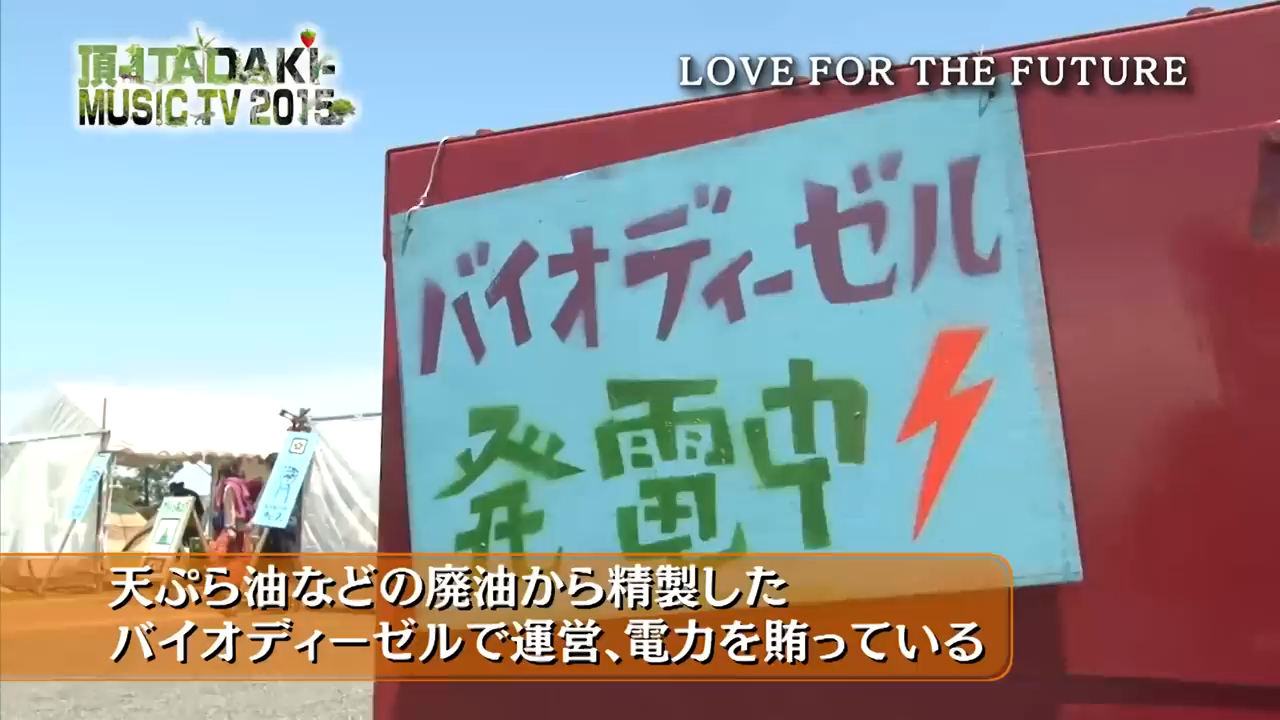 頂-ITADAKI-
MUSIC TV 2015
LOVE FOR THE FUTURE
バイオディーゼル
発電中
天ぷら油などの廃油から精製した
バイオディーゼルで運営、電力を賄っている